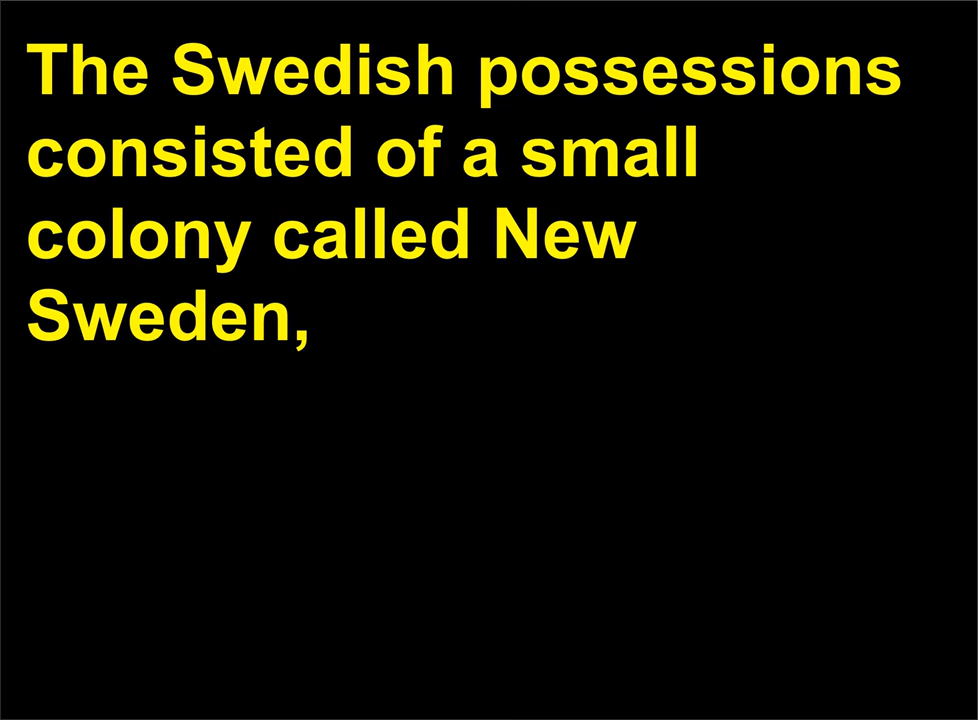 The Swedish possessions
consisted of a small
colony called New
Sweden,